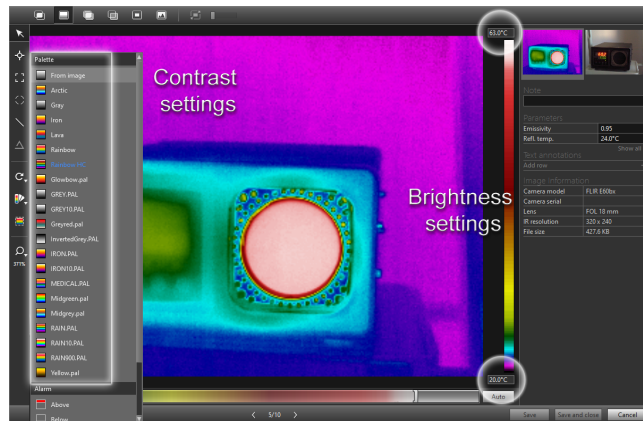 63.0°C
Palette
From image
Arctic
Gray
Iron
Lava
Rainbow
Rainbow HC
Glowbow.pal
GREY.PAL
GREY10.PAL
Greyred.pal
InvertedGrey.PAL
IRON.PAL
IRON10.PAL
MEDICAL.PAL
Midgreen.pal
Midgrey.pal
RAIN.PAL
RAIN10.PAL
RAIN900.PAL
Yellow.pal
Alarm
Above
Below
377%
Contrast
settings
Brightness
settings
20.0°C
Auto
5/10
Note
Parameters
Emissivity 0.95
Refl. temp. 24.0°C
Show all
Text annotations
Add row
Image information
Camera model FLIR E60bx
Camera serial
Lens FOL 18 mm
IR resolution 320 x 240
File size 427.6 KB
Save
Save and close
Cancel